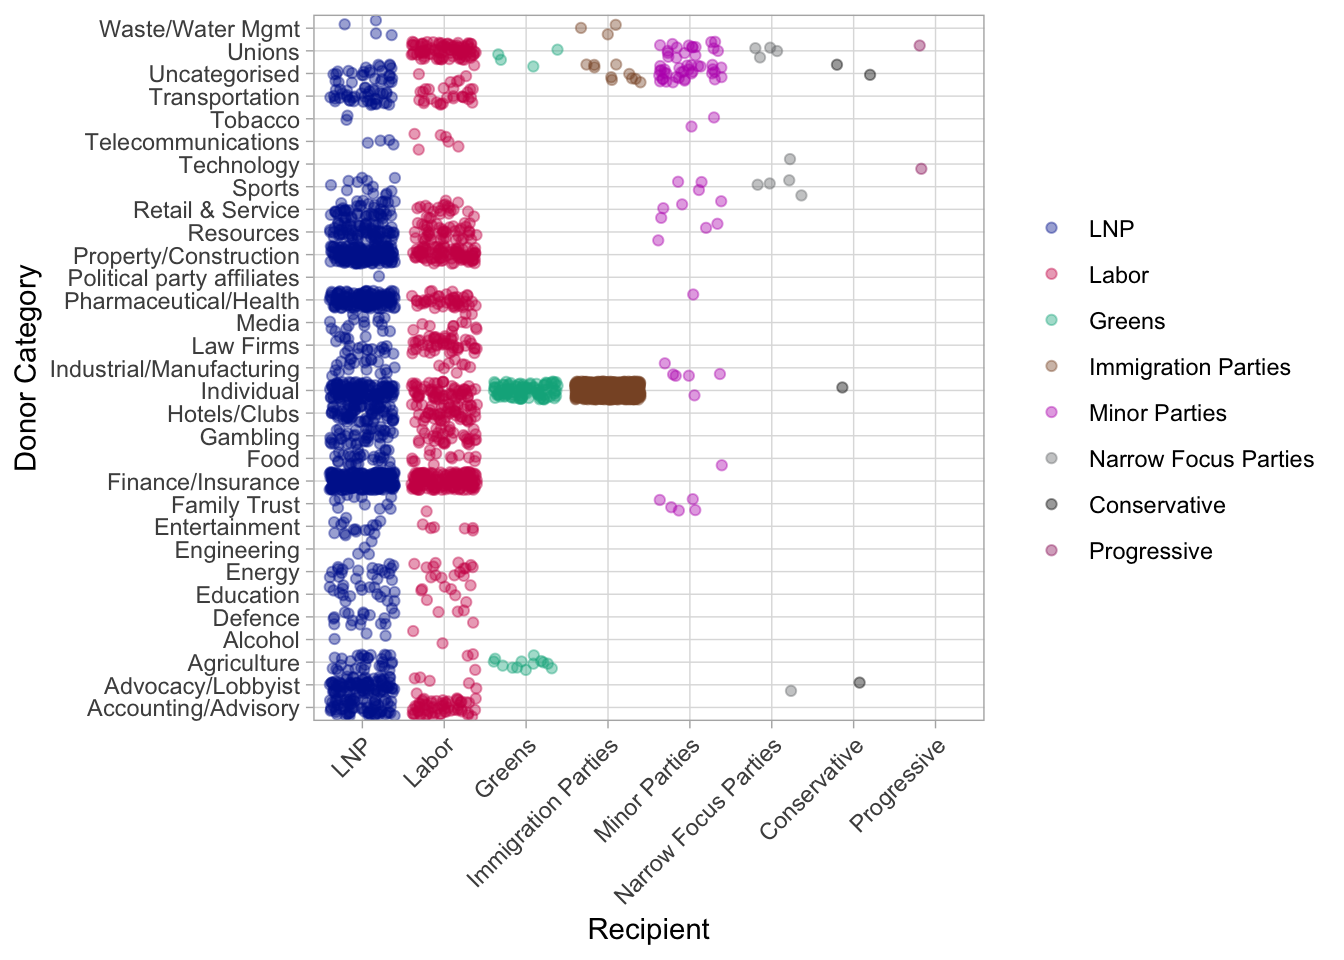 Waste/Water Mgmt
Unions
Uncategorised
Transportation
Tobacco
Telecommunications
Technology
Sports
Retail & Service
Resources
Property/Construction
Political party affiliates
Pharmaceutical/Health
Media
Law Firms
Industrial/Manufacturing
Individual
Hotels/Clubs
Gambling
Food
Finance/Insurance
Family Trust
Entertainment
Engineering
Energy
Education
Defence
Alcohol
Agriculture
Advocacy/Lobbyist
Accounting/Advisory
Donor Category
LNP
Labor
Greens
Immigration Parties
Minor Parties
Narrow Focus Parties
Conservative
Progressive
Recipient
LNP
Labor
Greens
Immigration Parties
Minor Parties
Narrow Focus Parties
Conservative
Progressive